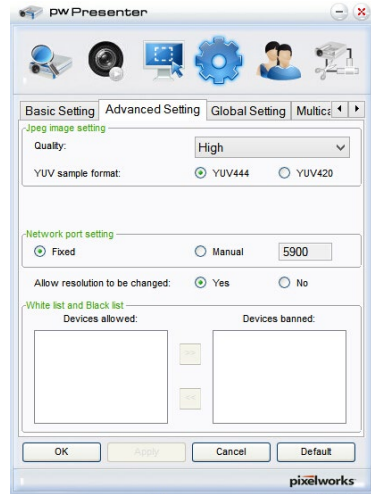 pwPresenter
Basic Setting Advanced Setting Global Setting Multica
Jpeg image setting
Quality: High
YUV sample format: YUV444 YUV420
Network port setting
Fixed Manual 5900
Allow resolution to be changed: Yes No
White list and Black list
Devices allowed: Devices banned:
>>
<<
OK Apply Cancel Default
pixelworks